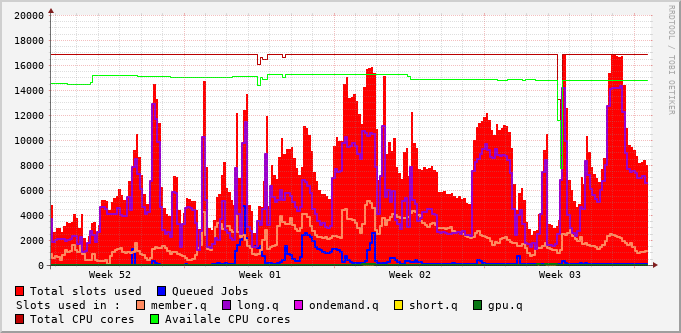 20000
18000
16000
14000
12000
10000
8000
6000
4000
2000
0
Week 52 Week 01 Week 02 Week 03
RRDTOOL / TOBI OETIKER
Total slots used Queued Jobs
Slots used in : member.q long.q ondemand.q short.q gpu.q
Total CPU cores Availale CPU cores